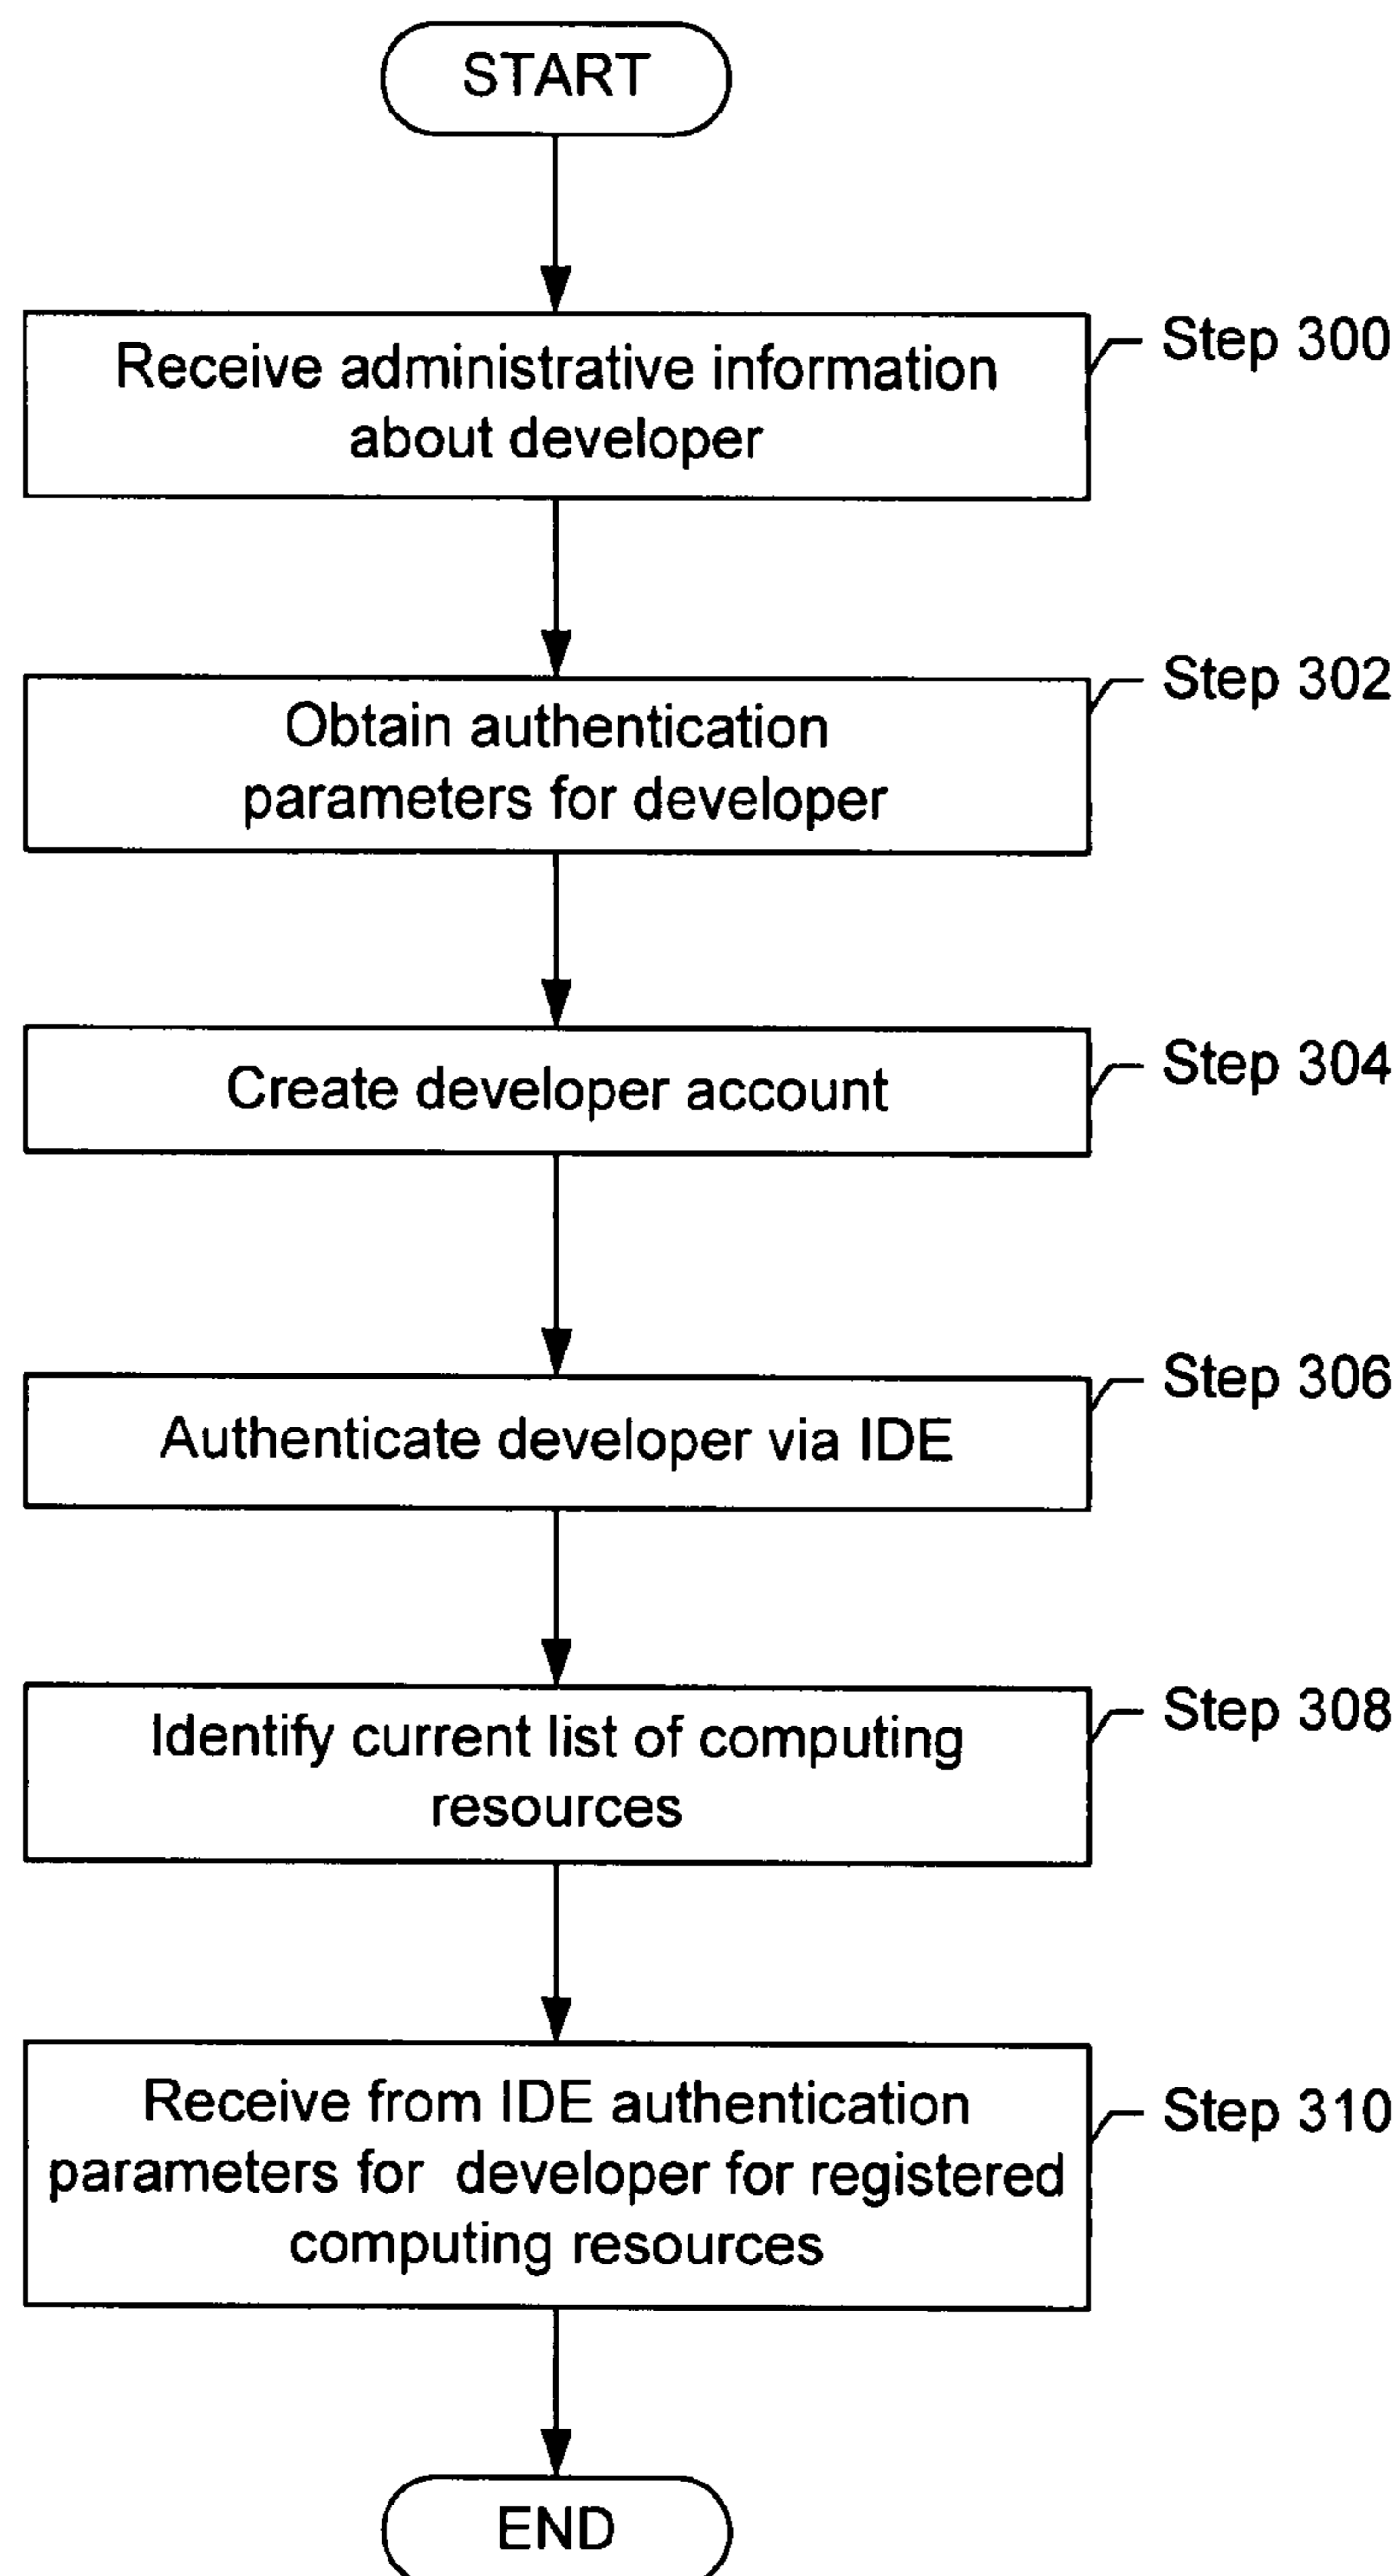 START
Receive administrative information
about developer
Step 300
Obtain authentication
parameters for developer
Step 302
Create developer account
Step 304
Authenticate developer via IDE
Step 306
Identify current list of computing
resources
Step 308
Receive from IDE authentication
parameters for developer for registered
computing resources
Step 310
END